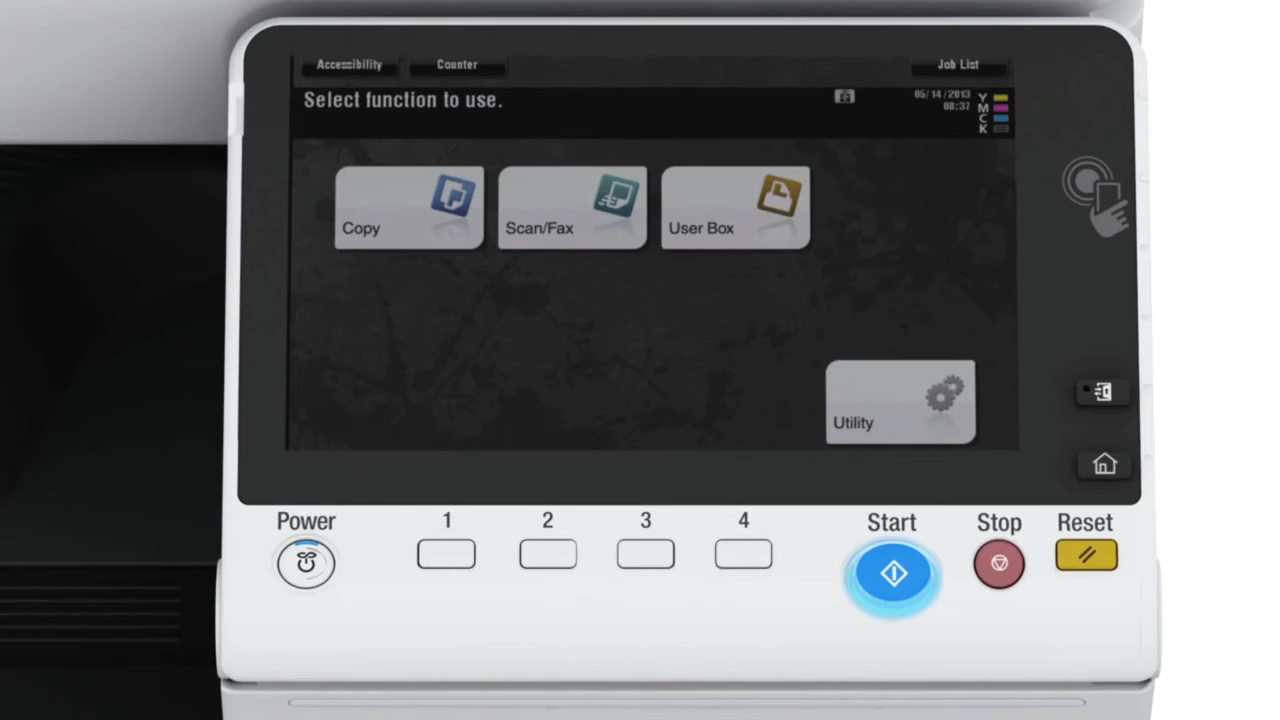 Accessibility
Counter
Job List
Select function to use.
05/14/2013
08:37
Y
M
C
K
Copy
Scan/Fax
User Box
Utility
Power
1
2
3
4
Start
Stop
Reset